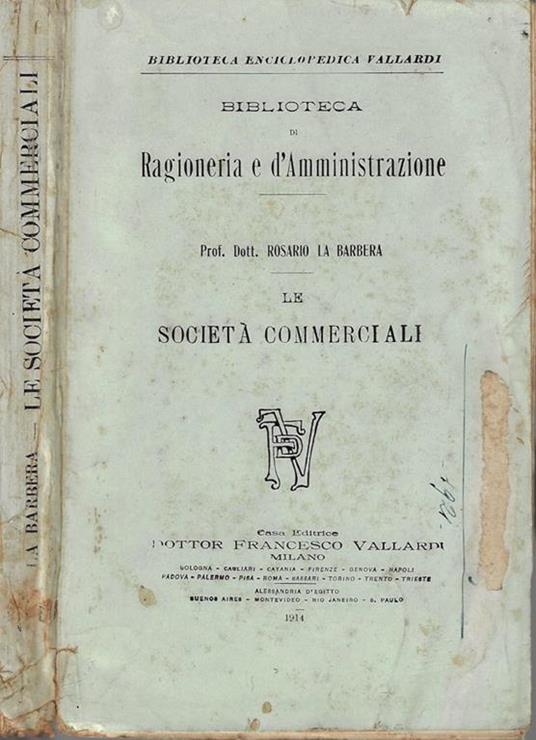 LA BARBERA — LE SOCIETÀ COMMERCIALI
BIBLIOTECA ENCICLOPEDICA VALLARDI
BIBLIOTECA
DI
Ragioneria e d'Amministrazione
Prof. Dott. ROSARIO LA BARBERA
LE
SOCIETÀ COMMERCIALI
Casa Editrice
DOTTOR FRANCESCO VALLARDI
MILANO
BOLOGNA - CAGLIARI - CATANIA - FIRENZE - GENOVA - NAPOLI
PADOVA - PALERMO - PISA - ROMA - SASSARI - TORINO - TRENTO - TRIESTE
ALESSANDRIA D'EGITTO
BUENOS AIRES - MONTEVIDEO - RIO JANEIRO - S. PAULO
1914